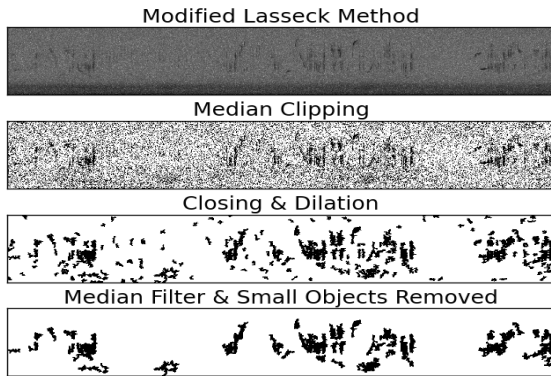 Modified Lasseck Method
Median Clipping
Closing & Dilation
Median Filter & Small Objects Removed